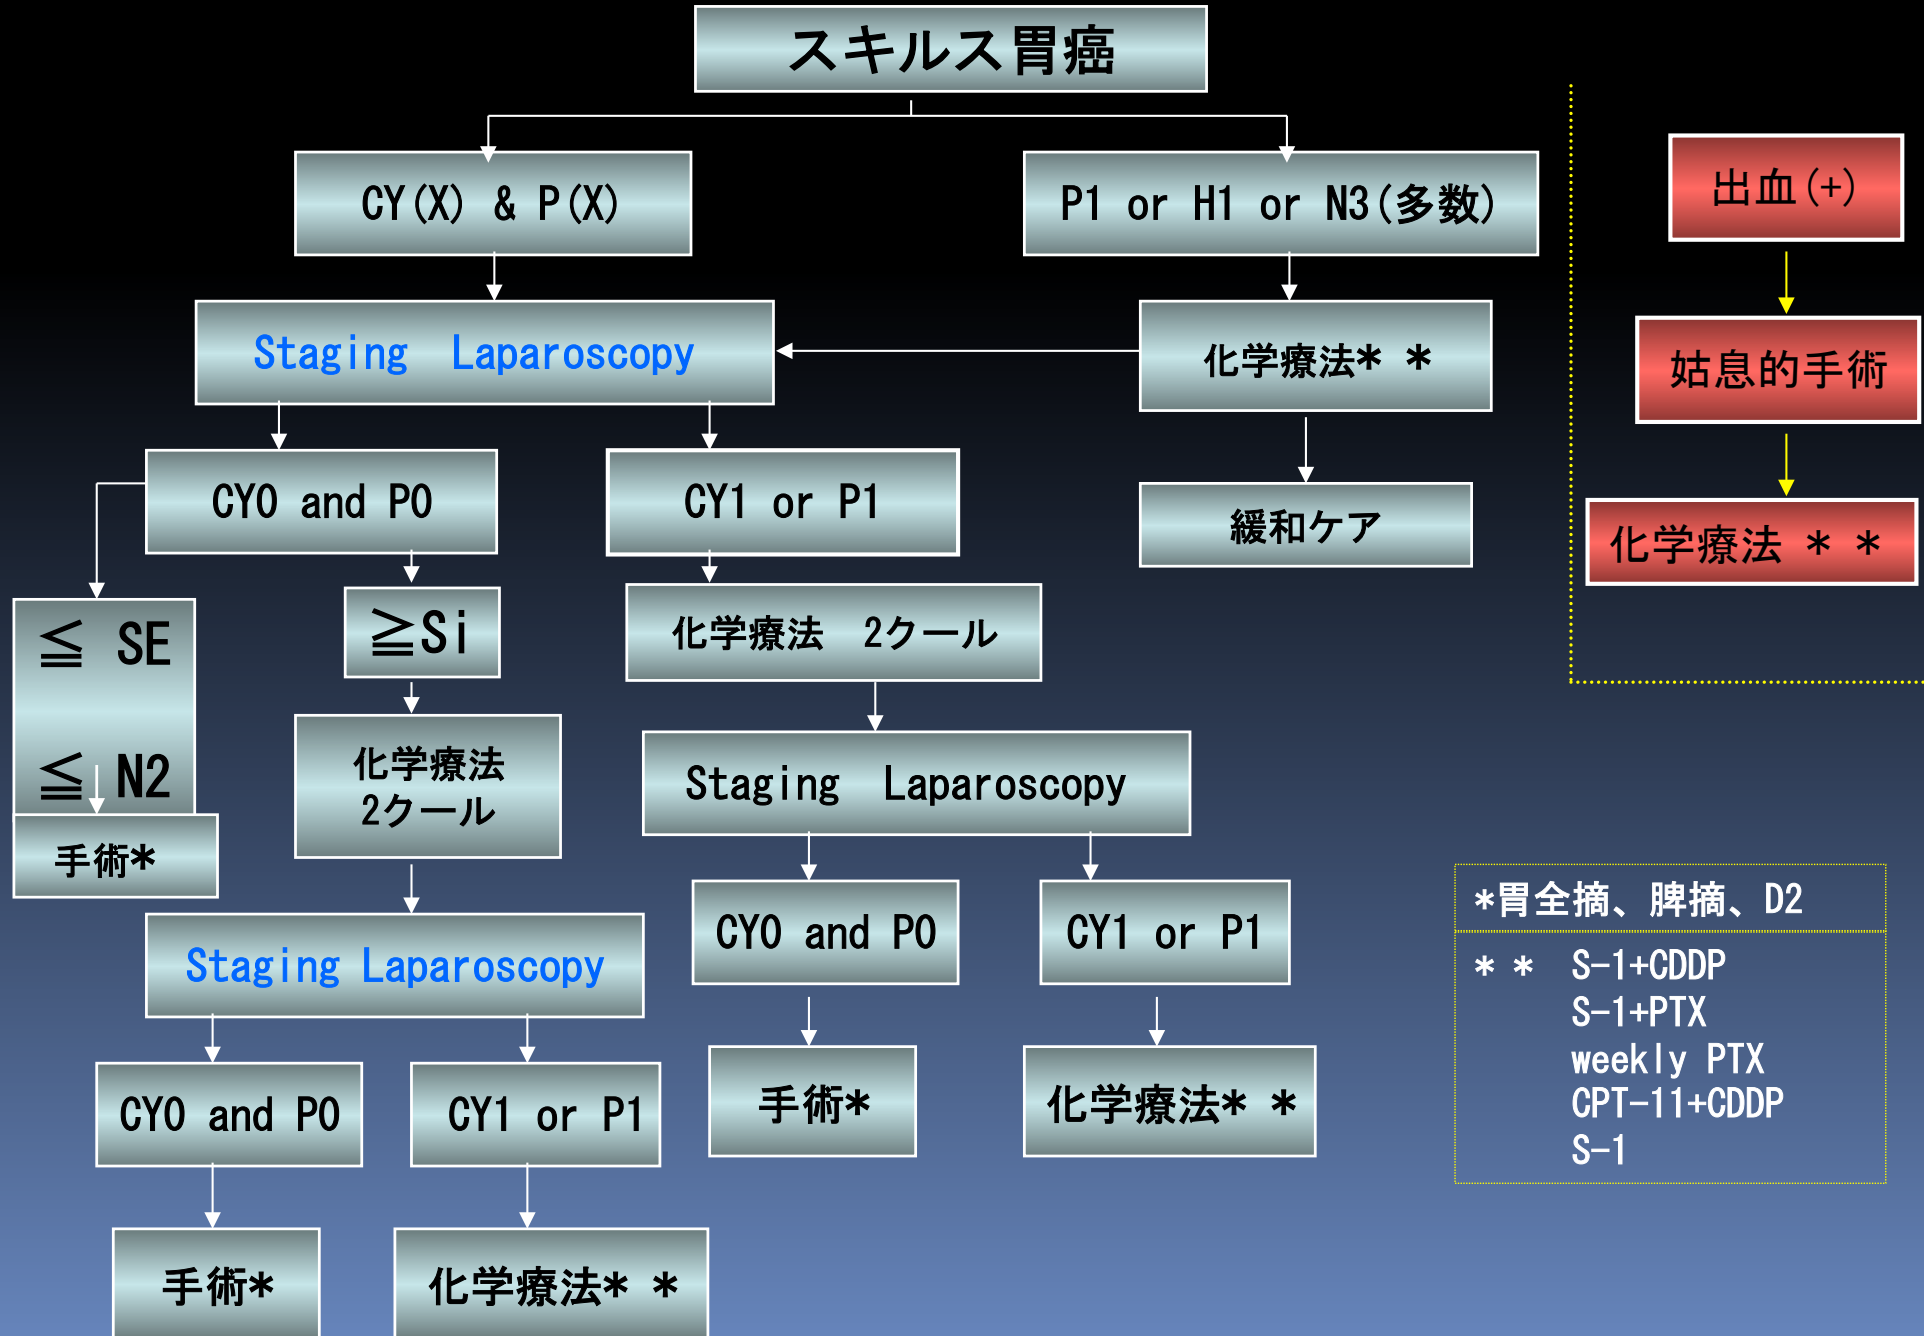 スキルス胃癌
CY(X) & P(X)
P1 or H1 or N3(多数)
出血(+)
Staging Laparoscopy
化学療法* *
姑息的手術
CY0 and P0
CY1 or P1
緩和ケア
化学療法 * *
≦ SE
≦ N2
≧Si
化学療法 2クール
手術*
化学療法
2クール
Staging Laparoscopy
Staging Laparoscopy
CY0 and P0
CY1 or P1
CY0 and P0
CY1 or P1
手術*
化学療法* *
手術*
化学療法* *
*胃全摘、脾摘、D2
* * S-1+CDDP
S-1+PTX
weekly PTX
CPT-11+CDDP
S-1